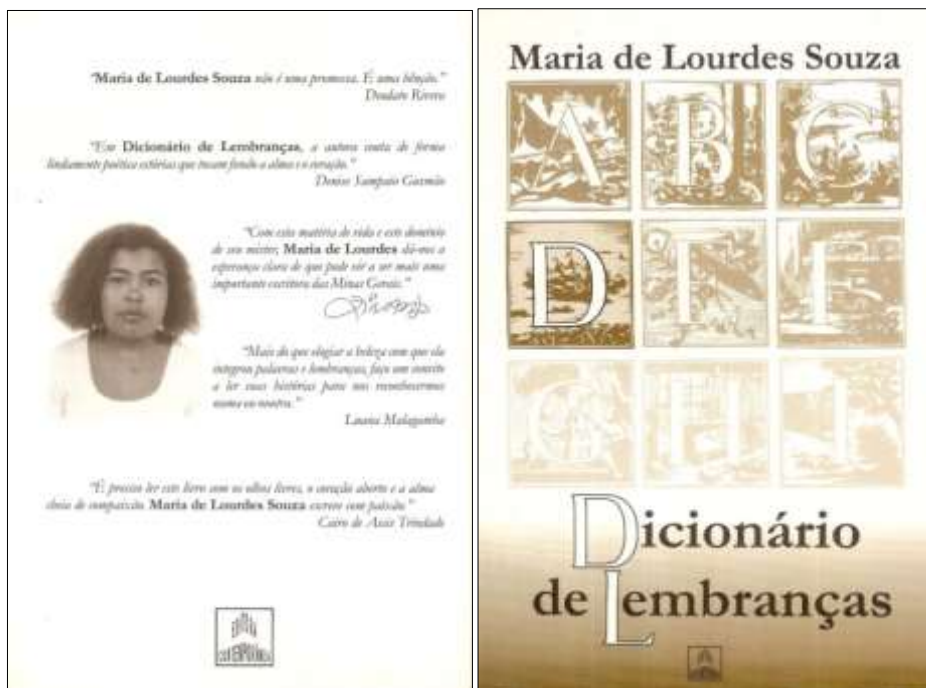 "Maria de Lourdes Souza não é uma promessa. É uma bênção."
Deodato Rivera
"Em Dicionário de Lembranças, a autora conta de forma
lindamente poética estórias que tocam fundo a alma e o coração."
Denise Sampaio Gusmão
"Com esta matéria de vida e este domínio
de seu mister, Maria de Lourdes dá-nos a
esperança clara de que pode vir a ser mais uma
importante escritora das Minas Gerais."
"Mais do que elogiar a beleza com que ela
integrou palavras e lembranças, faço um convite
a ler suas histórias para nos reconhecermos
numa ou noutra."
Luana
"É preciso ler este livro com os olhos livres, o coração aberto e a alma
cheia de compaixão. Maria de Lourdes Souza escreve com paixão."
Cairo de Assis Trindade
CONTEMPORÂNEA
Maria de Lourdes Souza
A B C
D E F
G H I
Dicionário
de Lembranças